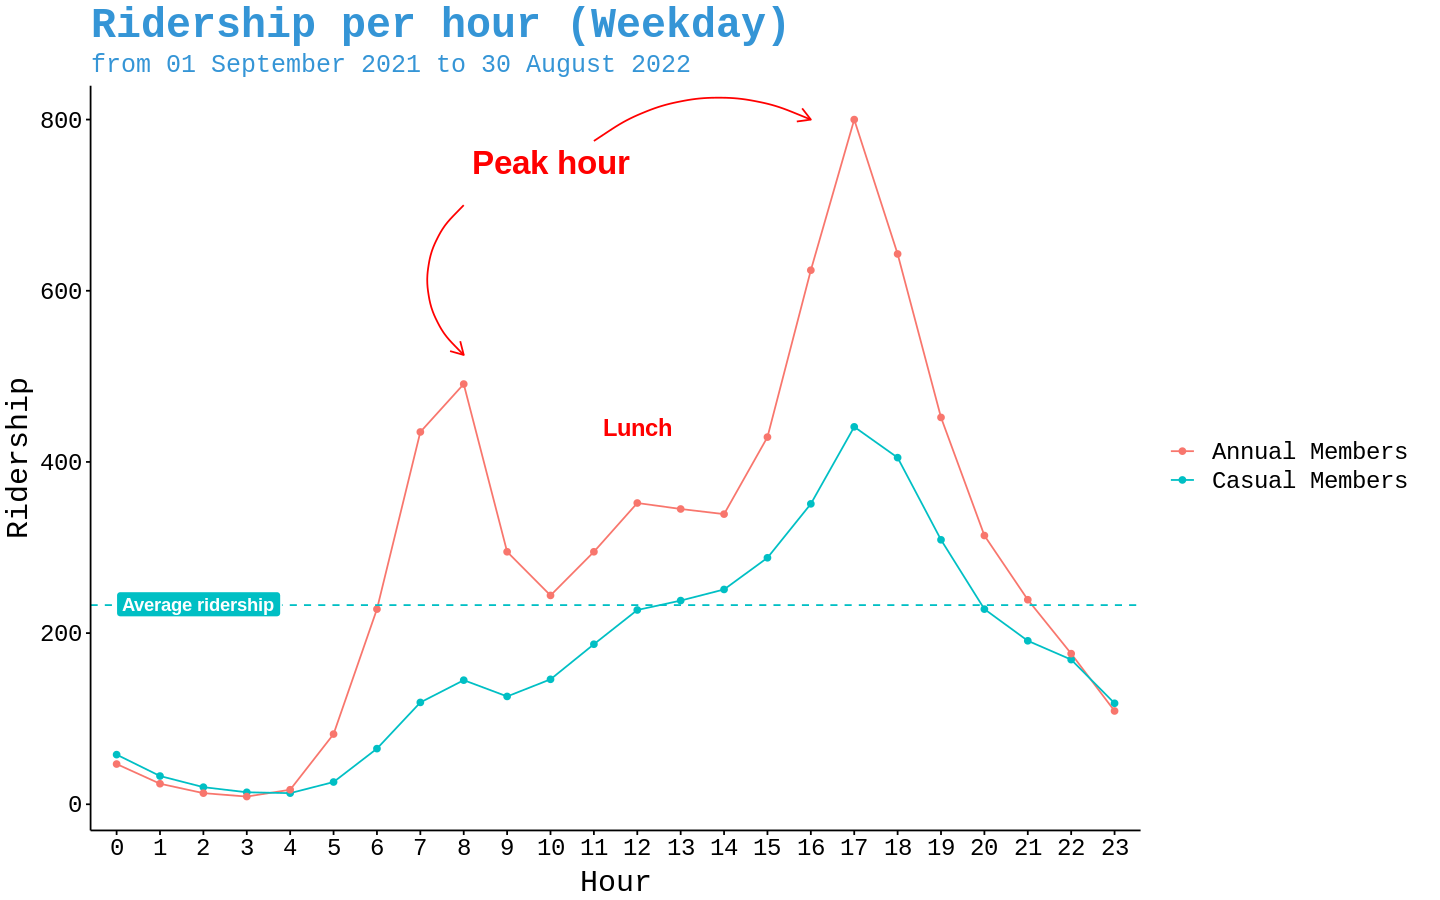 Ridership per hour (Weekday)
from 01 September 2021 to 30 August 2022
800
600
400
200
0
Ridership
Peak hour
Lunch
Average ridership
Annual Members
Casual Members
0 1 2 3 4 5 6 7 8 9 10 11 12 13 14 15 16 17 18 19 20 21 22 23
Hour